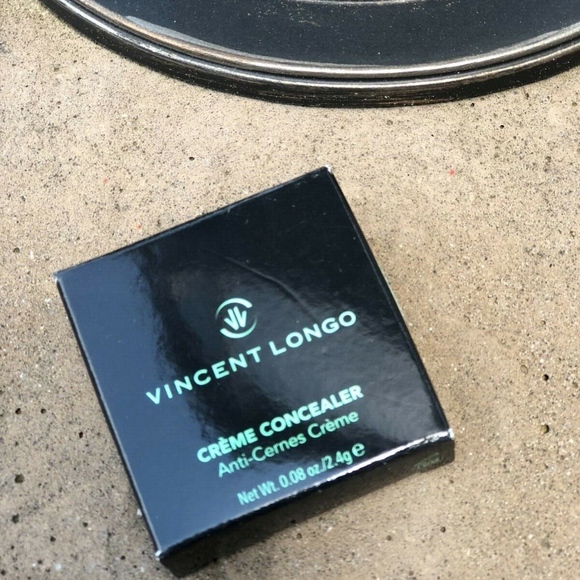 VINCENT LONGO
CRÈME CONCEALER
Anti-Cernes Crème
Net Wt. 0.08 oz./2.4g e